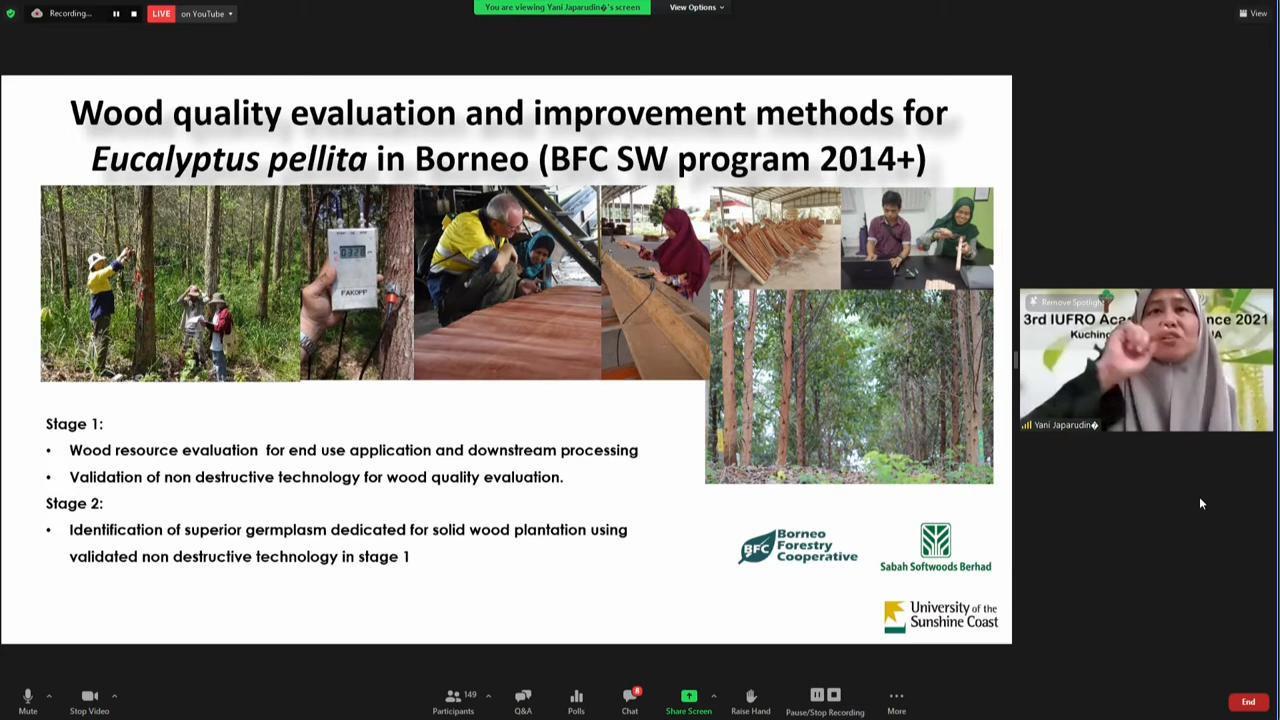 Recording...
LIVE
on YouTube
You are viewing Yani Japarudin�'s screen
View Options
View
Wood quality evaluation and improvement methods for
Eucalyptus pellita in Borneo (BFC SW program 2014+)
FAKOPP
Remove Spotlight
3rd IUFRO Aca nce 2021
Kuching
Yani Japarudin�
Stage 1:
• Wood resource evaluation for end use application and downstream processing
• Validation of non destructive technology for wood quality evaluation.
Stage 2:
• Identification of superior germplasm dedicated for solid wood plantation using
validated non destructive technology in stage 1
BFC
Borneo
Forestry
Cooperative
Sabah Softwoods Berhad
University of the
Sunshine Coast
Mute
Stop Video
Participants
149
Q&A
Polls
Chat
8
Share Screen
Raise Hand
Pause/Stop Recording
More
End